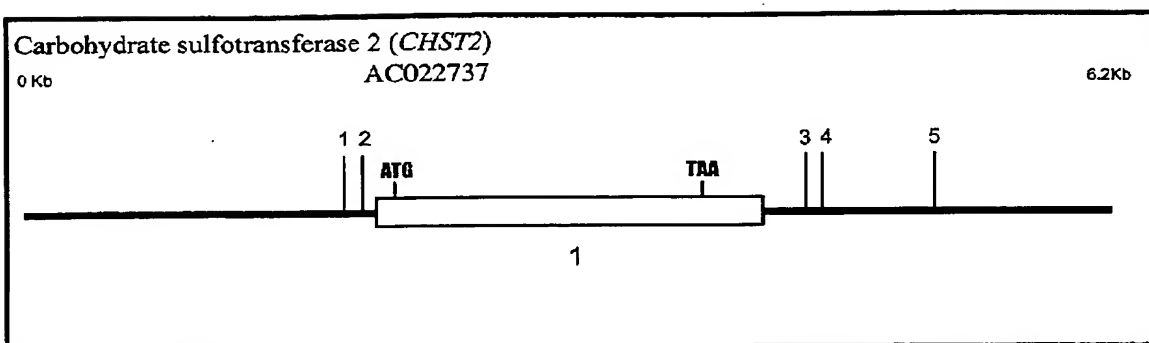 Carbohydrate sulfotransferase 2 (CHST2)
AC022737
0 Kb 6.2Kb
1 2 3 4 5
ATG TAA
1